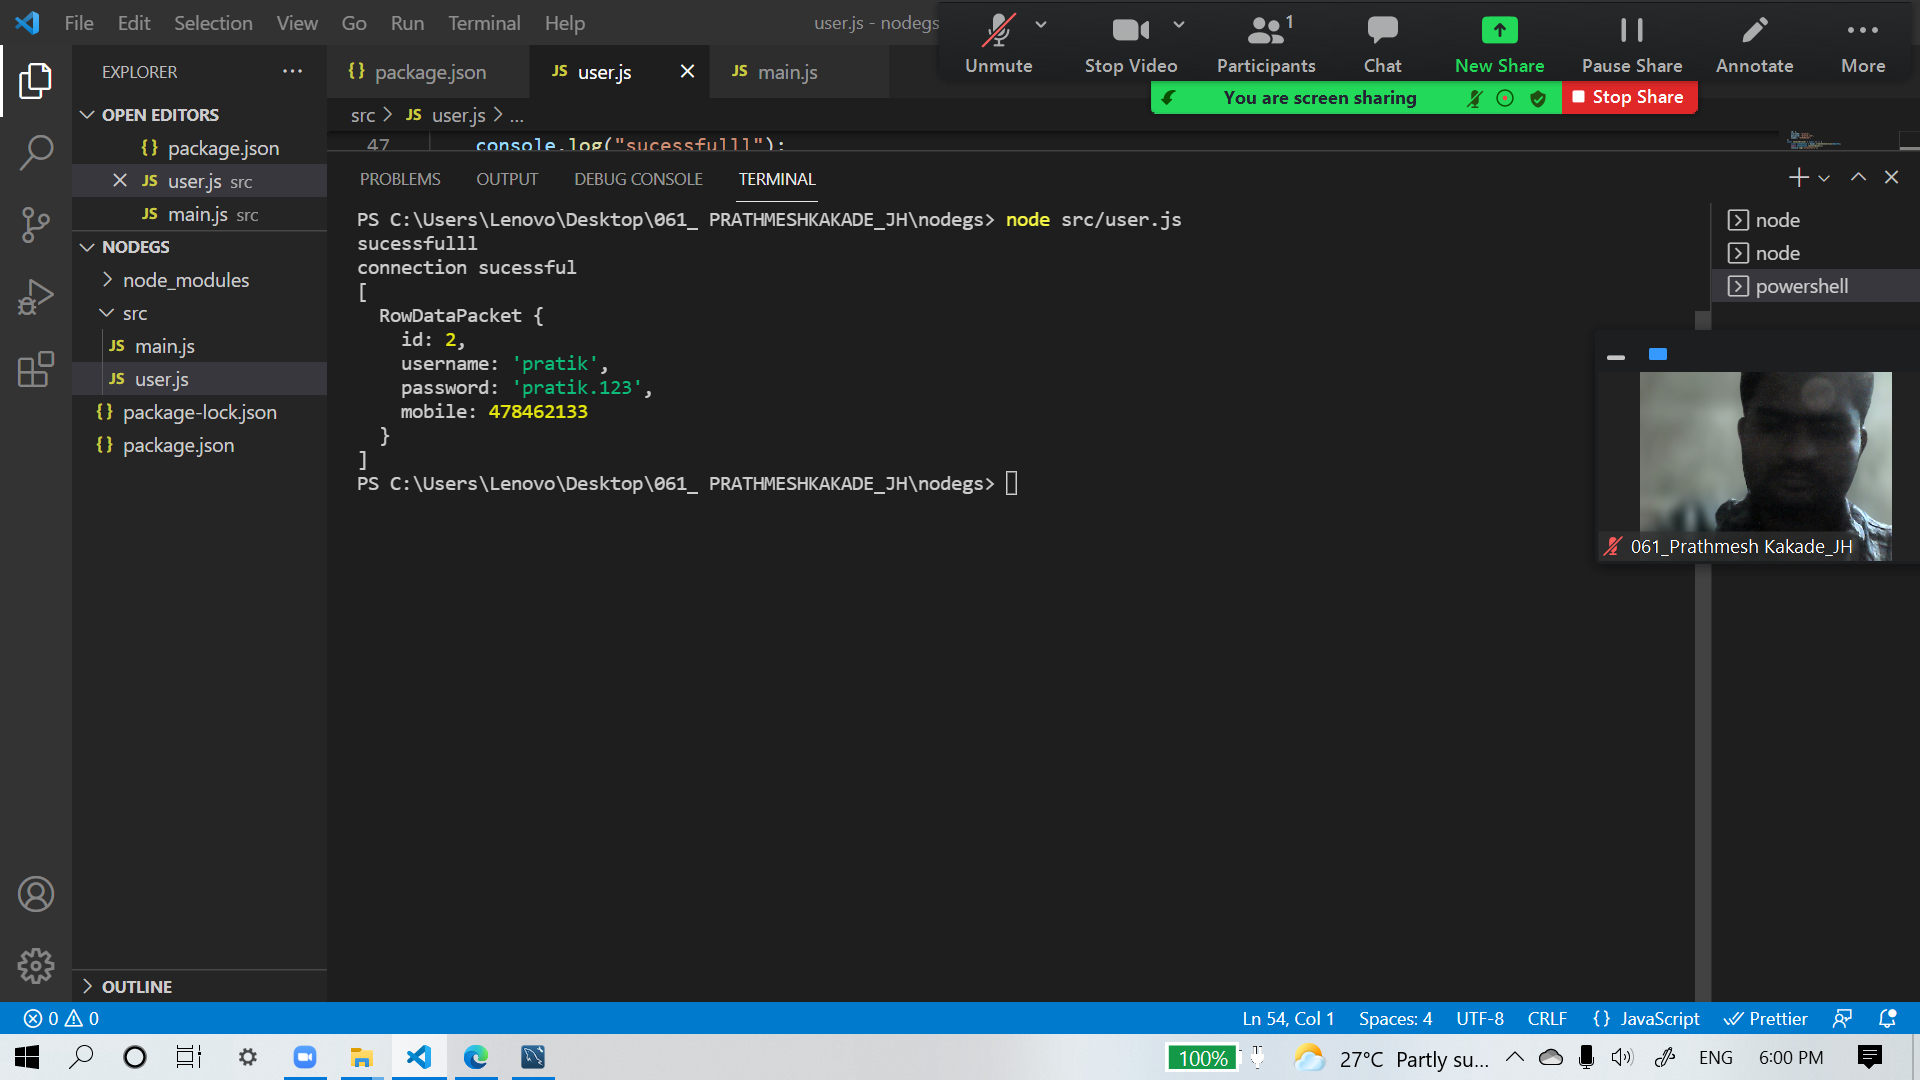 File Edit Selection View Go Run Terminal Help
user.js - nodegs
Unmute Stop Video Participants 1 Chat New Share Pause Share Annotate More
You are screen sharing Stop Share
EXPLORER
OPEN EDITORS
{} package.json
JS user.js src
JS main.js src
NODEGS
node_modules
src
JS main.js
JS user.js
{} package-lock.json
{} package.json
OUTLINE
{} package.json JS user.js JS main.js
src > JS user.js > ...
47 console.log("sucessfulll");
PROBLEMS OUTPUT DEBUG CONSOLE TERMINAL
PS C:\Users\Lenovo\Desktop\061_ PRATHMESHKAKADE_JH\nodegs> node src/user.js
sucessfulll
connection sucessful
[
RowDataPacket {
id: 2,
username: 'pratik',
password: 'pratik.123',
mobile: 478462133
}
]
PS C:\Users\Lenovo\Desktop\061_ PRATHMESHKAKADE_JH\nodegs>
node
node
powershell
061_Prathmesh Kakade_JH
0 0
Ln 54, Col 1 Spaces: 4 UTF-8 CRLF {} JavaScript Prettier
100% 27°C Partly su... ENG 6:00 PM